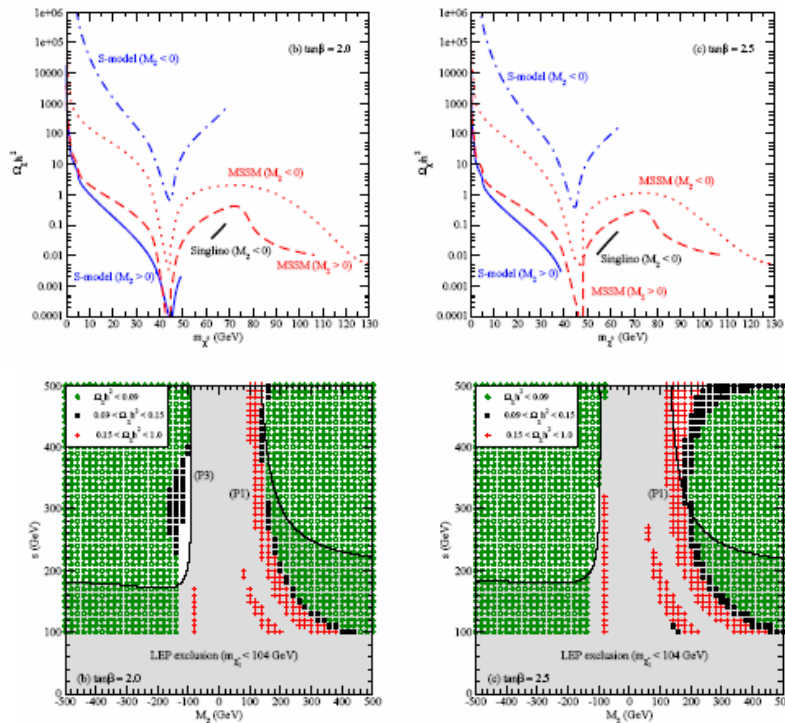 1e+06
1e+05
10000
1000
100
10
1
0.1
0.01
0.001
0.0001
Ωχh²
S-model (M₂ < 0)
(b) tanβ = 2.0
MSSM (M₂ < 0)
Singlino (M₂ < 0)
S-model (M₂ > 0)
MSSM (M₂ > 0)
0 10 20 30 40 50 60 70 80 90 100 110 120 130
1e+06
1e+05
10000
1000
100
10
1
0.1
0.01
0.001
0.0001
Ωχh²
S-model (M₂ < 0)
(c) tanβ = 2.5
MSSM (M₂ < 0)
Singlino (M₂ < 0)
S-model (M₂ > 0)
MSSM (M₂ > 0)
0 10 20 30 40 50 60 70 80 90 100 110 120 130
500
400
300
200
100
0
s (GeV)
Ωχh² < 0.09
0.09 < Ωχh² < 0.15
0.15 < Ωχh² < 1.0
(P3)
(P1)
LEP exclusion (mχ₁ < 104 GeV)
(b) tanβ = 2.0
-500 -400 -300 -200 -100 0 100 200 300 400 500
M₂ (GeV)
500
400
300
200
100
0
s (GeV)
Ωχh² < 0.09
0.09 < Ωχh² < 0.15
0.15 < Ωχh² < 1.0
(P1)
LEP exclusion (mχ₁ < 104 GeV)
(c) tanβ = 2.5
-500 -400 -300 -200 -100 0 100 200 300 400 500
M₂ (GeV)